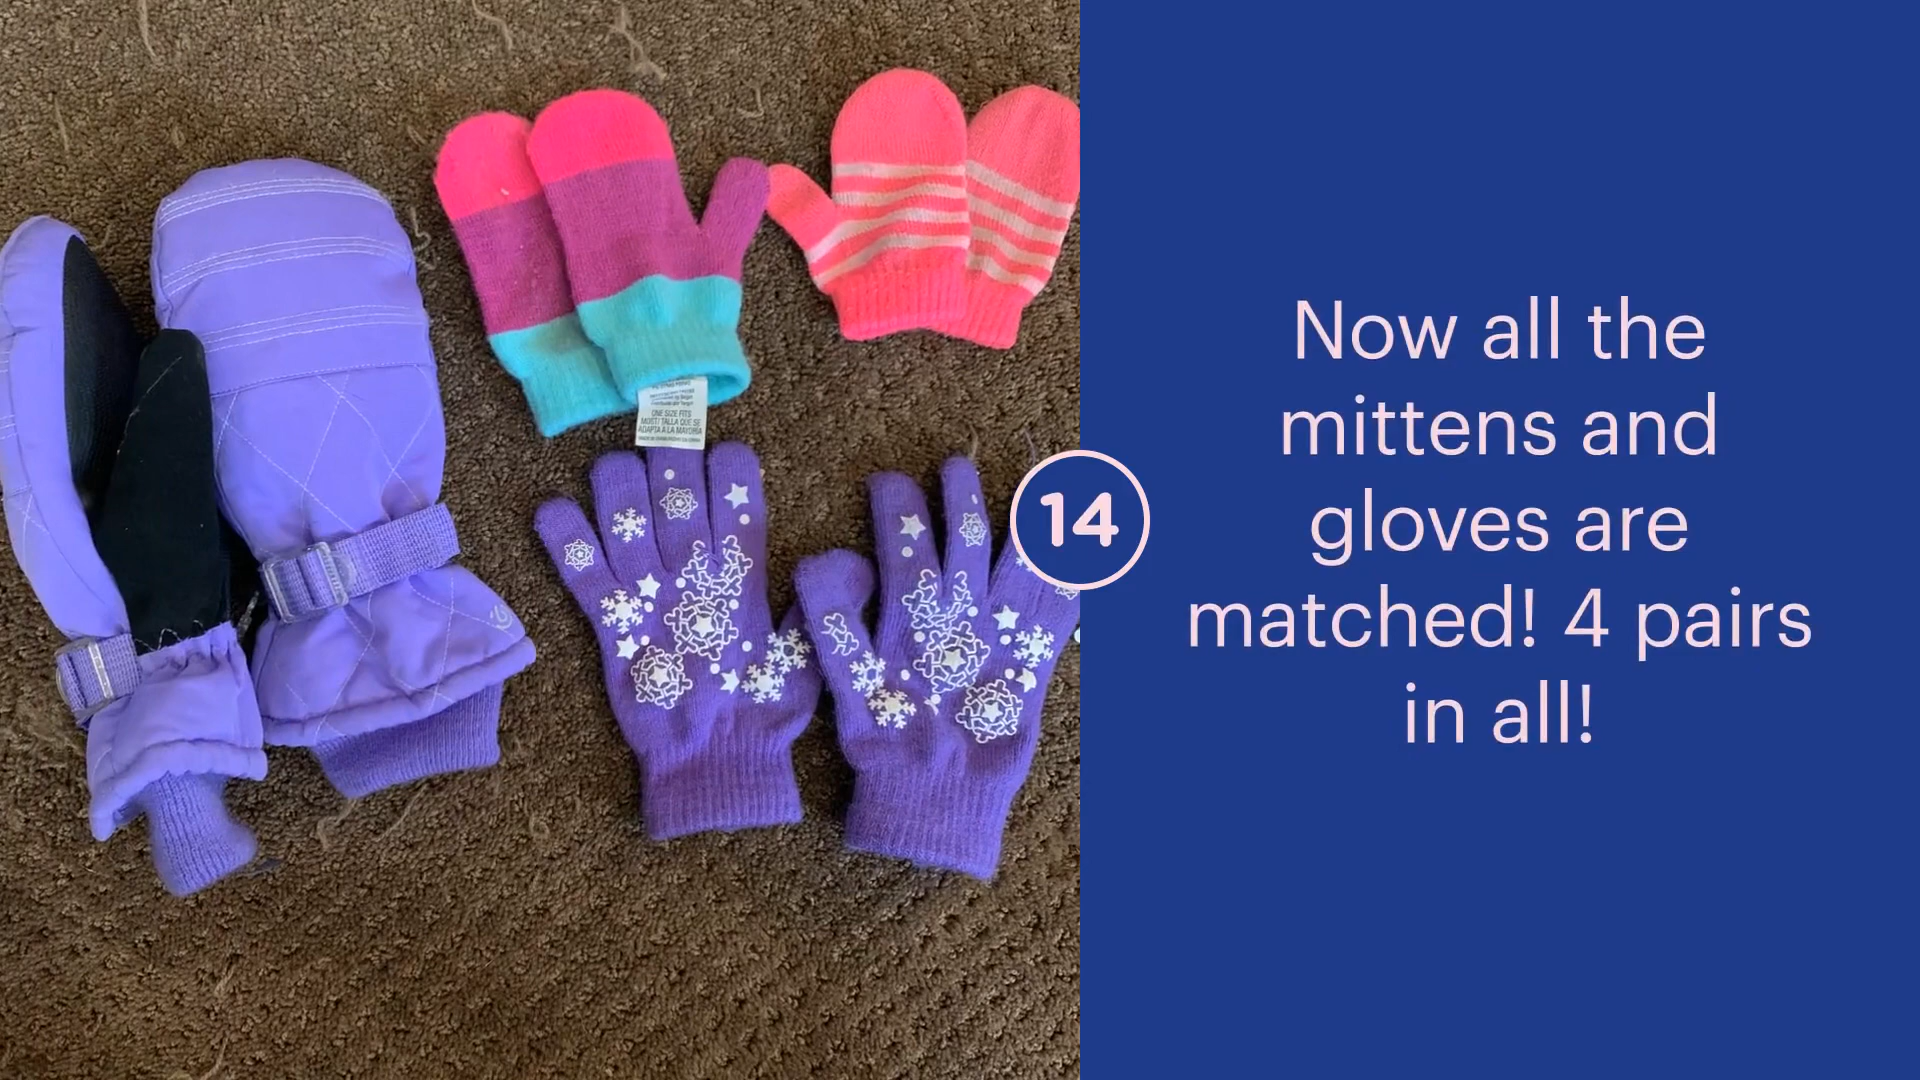 ONE SIZE FITS
MOST/ TALLA QUE SE
ADAPTA A LA MAYORÍA
14
Now all the
mittens and
gloves are
matched! 4 pairs
in all!